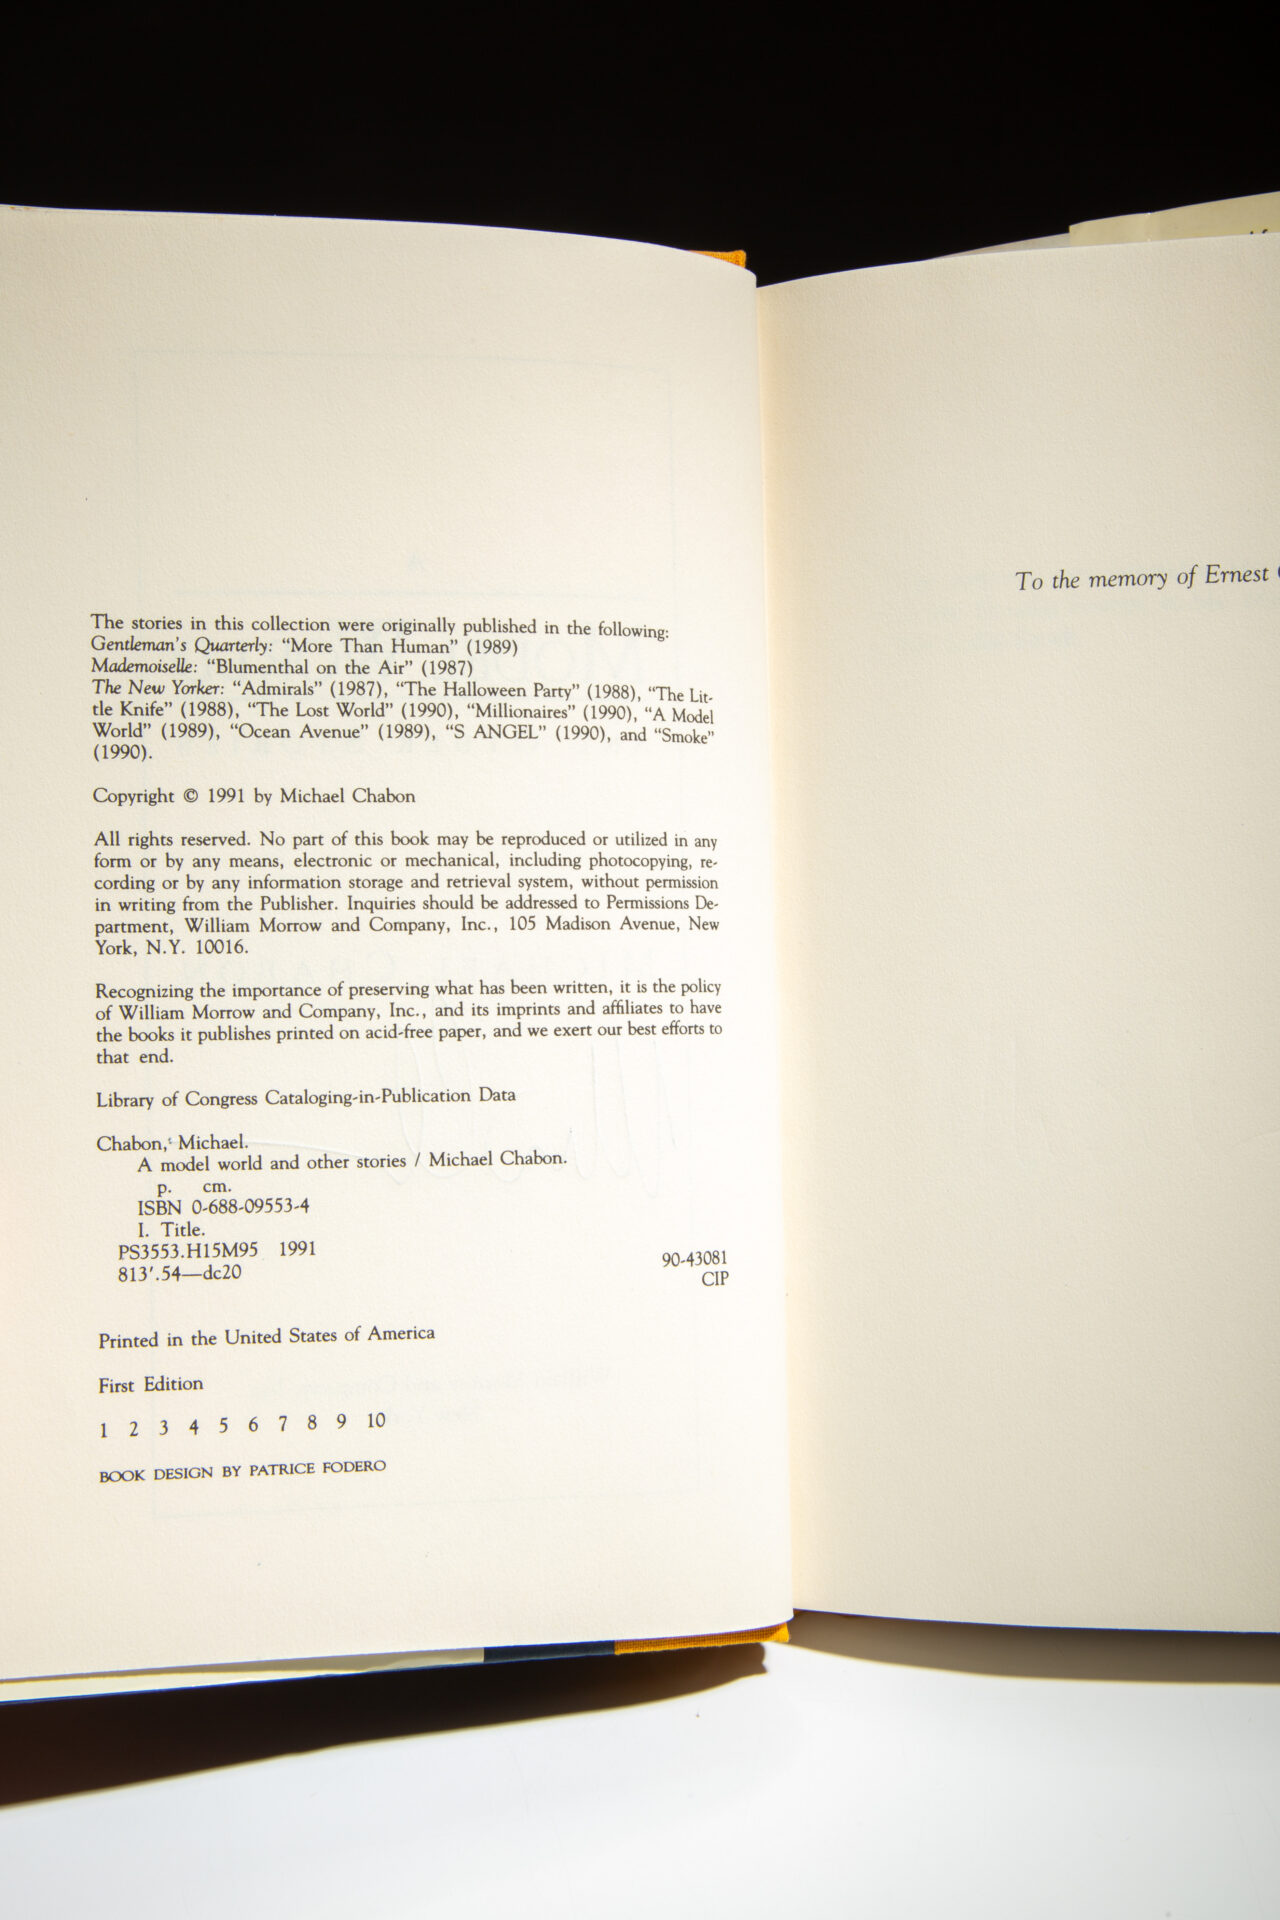 The stories in this collection were originally published in the following:
Gentleman's Quarterly: “More Than Human” (1989)
Mademoiselle: “Blumenthal on the Air” (1987)
The New Yorker: “Admirals” (1987), “The Halloween Party” (1988), “The Lit-
tle Knife” (1988), “The Lost World” (1990), “Millionaires” (1990), “A Model
World” (1989), “Ocean Avenue” (1989), “S ANGEL” (1990), and “Smoke”
(1990).
Copyright © 1991 by Michael Chabon
All rights reserved. No part of this book may be reproduced or utilized in any
form or by any means, electronic or mechanical, including photocopying, re-
cording or by any information storage and retrieval system, without permission
in writing from the Publisher. Inquiries should be addressed to Permissions De-
partment, William Morrow and Company, Inc., 105 Madison Avenue, New
York, N.Y. 10016.
Recognizing the importance of preserving what has been written, it is the policy
of William Morrow and Company, Inc., and its imprints and affiliates to have
the books it publishes printed on acid-free paper, and we exert our best efforts to
that end.
Library of Congress Cataloging-in-Publication Data
Chabon, Michael.
A model world and other stories / Michael Chabon.
p. cm.
ISBN 0-688-09553-4
I. Title.
PS3553.H15M95 1991
813′.54—dc20
90-43081
CIP
Printed in the United States of America
First Edition
1 2 3 4 5 6 7 8 9 10
BOOK DESIGN BY PATRICE FODERO
To the memory of Ernest